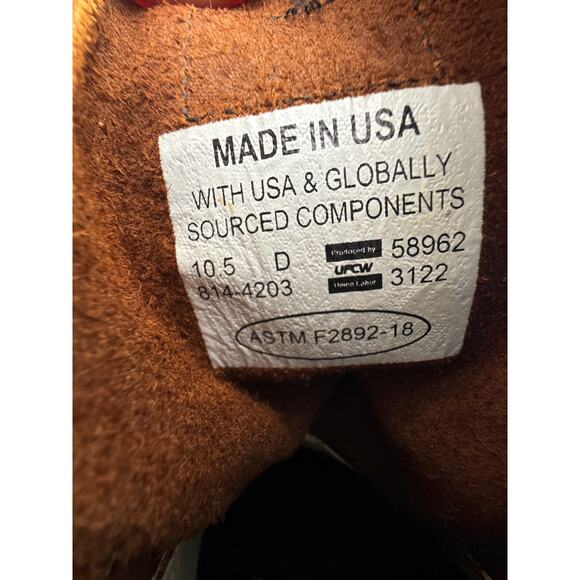 MADE IN USA
WITH USA & GLOBALLY
SOURCED COMPONENTS
10.5 D Produced by 58962
UFCW
814-4203 Union Labor 3122
ASTM F2892-18